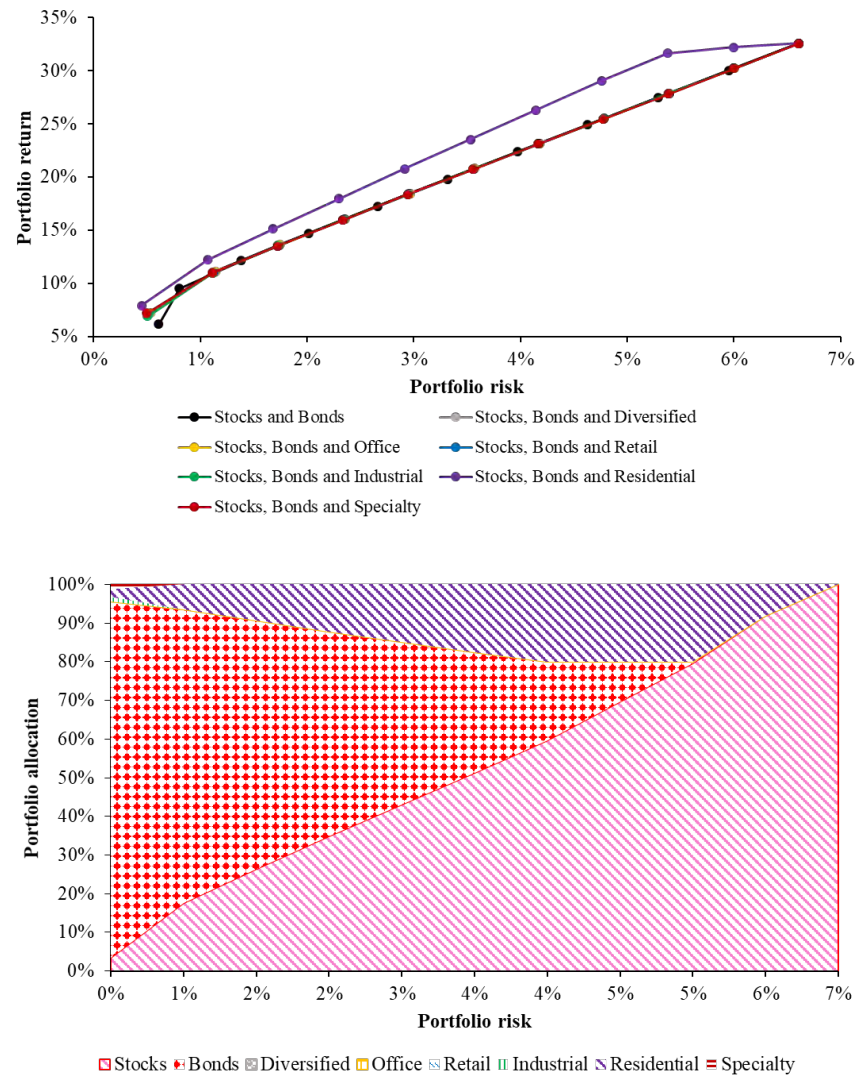 35%
30%
25%
20%
15%
10%
5%
Portfolio return
0% 1% 2% 3% 4% 5% 6% 7%
Portfolio risk
Stocks and Bonds Stocks, Bonds and Diversified
Stocks, Bonds and Office Stocks, Bonds and Retail
Stocks, Bonds and Industrial Stocks, Bonds and Residential
Stocks, Bonds and Specialty
100%
90%
80%
70%
60%
50%
40%
30%
20%
10%
0%
Portfolio allocation
0% 1% 2% 2% 3% 4% 4% 5% 5% 6% 7%
Portfolio risk
Stocks Bonds Diversified Office Retail Industrial Residential Specialty